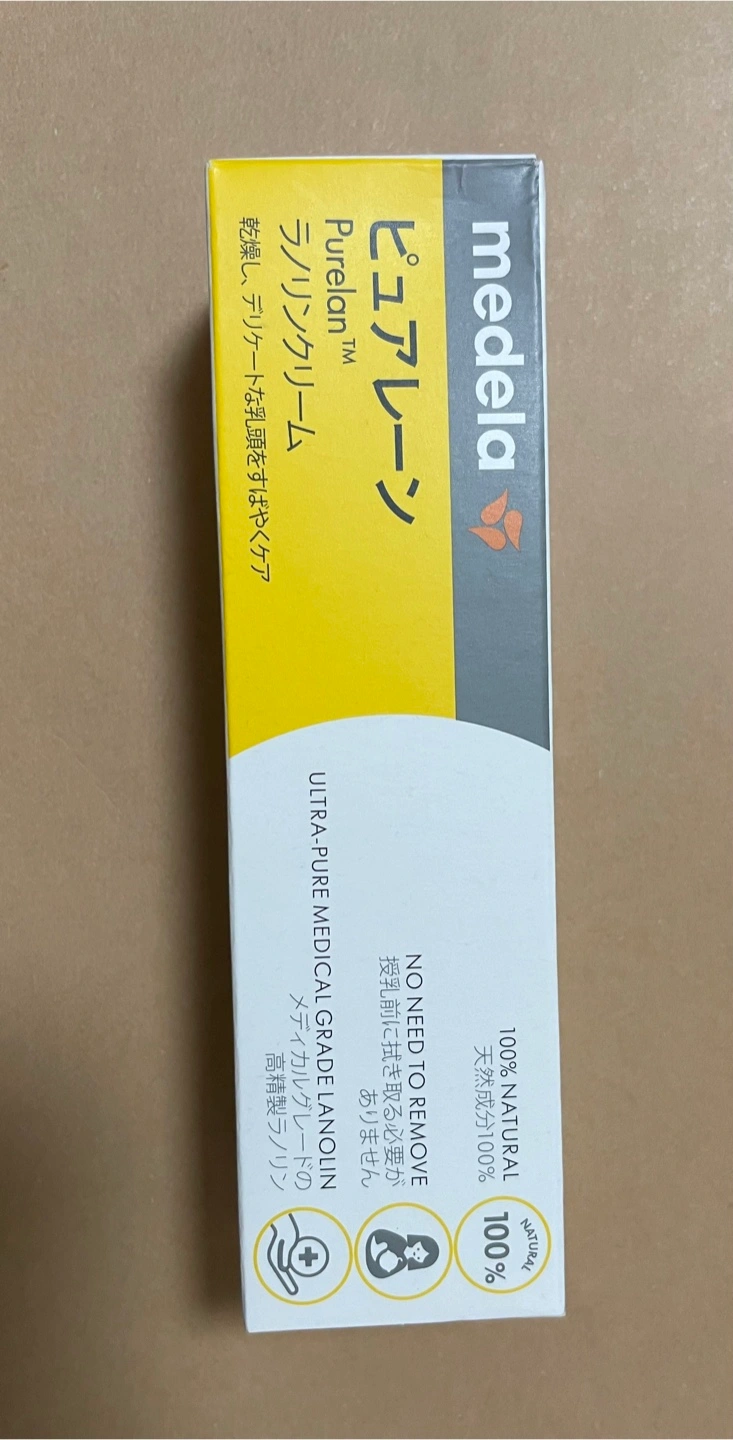 medela
ピュアレーン
Purelan™
ラノリンクリーム
乾燥し、デリケートな乳頭をすばやくケア
100% NATURAL
天然成分100%
NATURAL
100%
NO NEED TO REMOVE
授乳前に拭き取る必要が
ありません
ULTRA-PURE MEDICAL GRADE LANOLIN
メディカルグレードの
高精製ラノリン